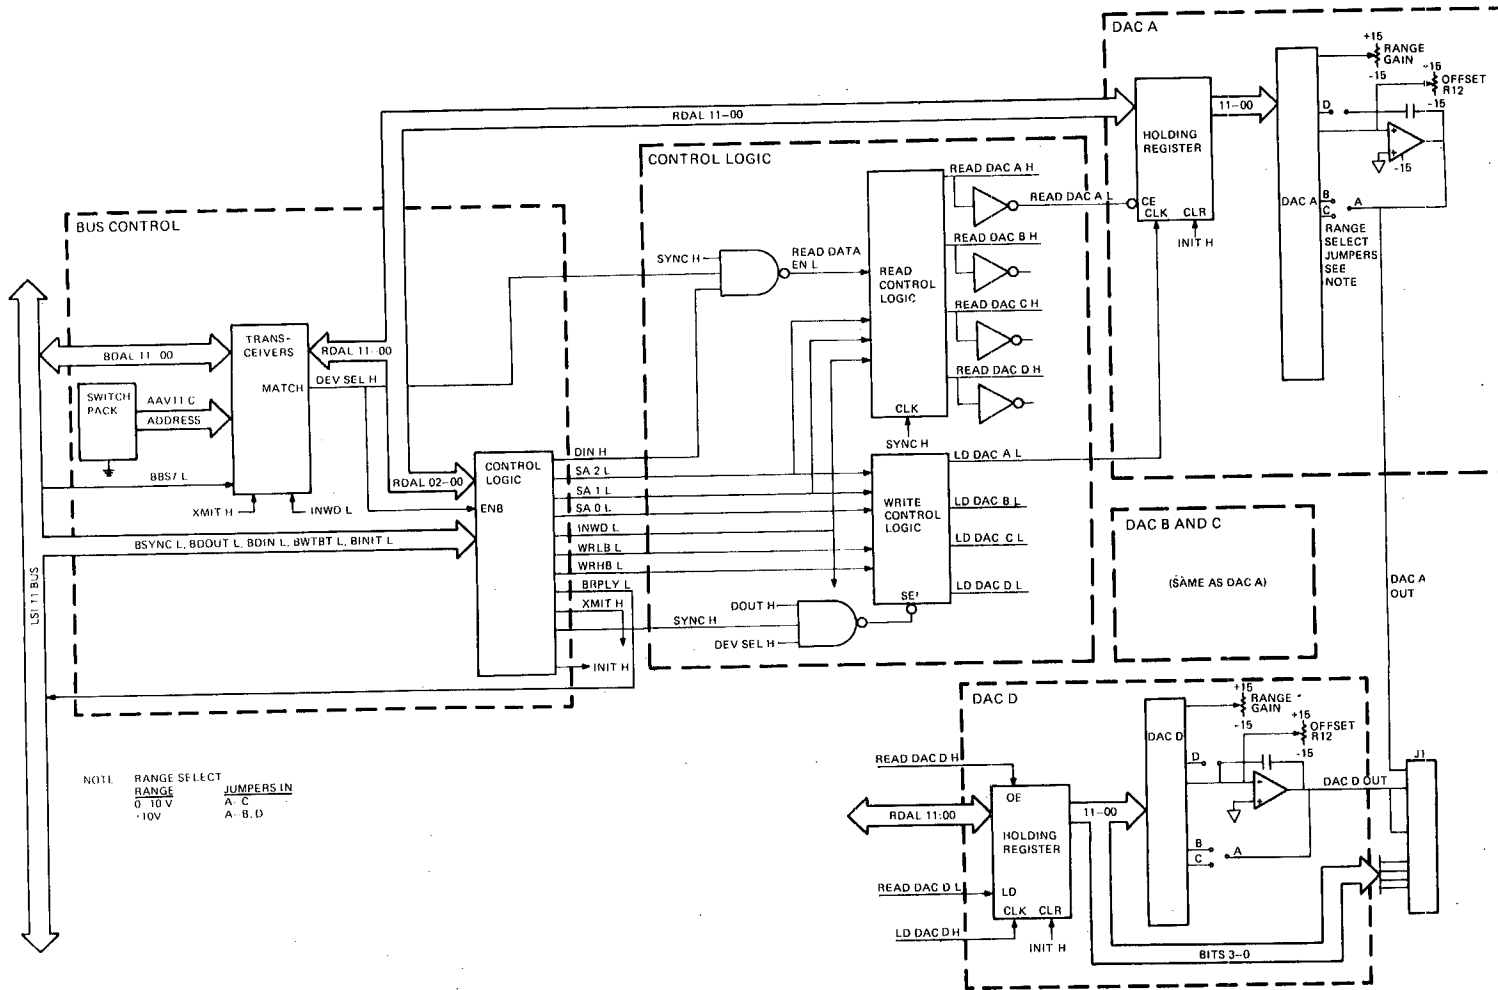 DAC A
+15
RANGE
GAIN
-15
-15
OFFSET
R12
-15
RDAL 11-00
HOLDING
REGISTER
11-00
D
DAC A
-15
B
C
A
RANGE
SELECT
JUMPERS
SEE
NOTE
CE
CLK CLR
INIT H
CONTROL LOGIC
READ DAC A H
READ DAC A L
READ DAC B H
READ DAC C H
READ DAC D H
SYNC H
READ DATA
EN L
READ
CONTROL
LOGIC
CLK
SYNC H
BUS CONTROL
BDAL 11-00
TRANS-
CEIVERS
RDAL 11-00
MATCH
DEV SEL H
SWITCH
PACK
AAV11 C
ADDRESS
BBS7 L
XMIT H
INWD L
RDAL 02-00
CONTROL
LOGIC
ENB
BSYNC L, BDOUT L, BDIN L, BWTBT L, BINIT L
LSI 11 BUS
DIN H
SA 2 L
SA 1 L
SA 0 L
INWD L
WRLB L
WRHB L
BRPLY L
XMIT H
SYNC H
INIT H
WRITE
CONTROL
LOGIC
LD DAC A L
LD DAC B L
LD DAC C L
LD DAC D L
DOUT H
DEV SEL H
DAC B AND C
(SAME AS DAC A)
DAC A
OUT
DAC D
+15
RANGE
GAIN
-15
+15
OFFSET
R12
-15
DAC D
D
B
C
A
DAC D OUT
J1
READ DAC D H
OE
RDAL 11:00
HOLDING
REGISTER
11-00
READ DAC D L
LD
CLK CLR
LD DAC D H
INIT H
BITS 3-0
NOTE RANGE SELECT
RANGE JUMPERS IN
0 10 V A- C
A-B, D